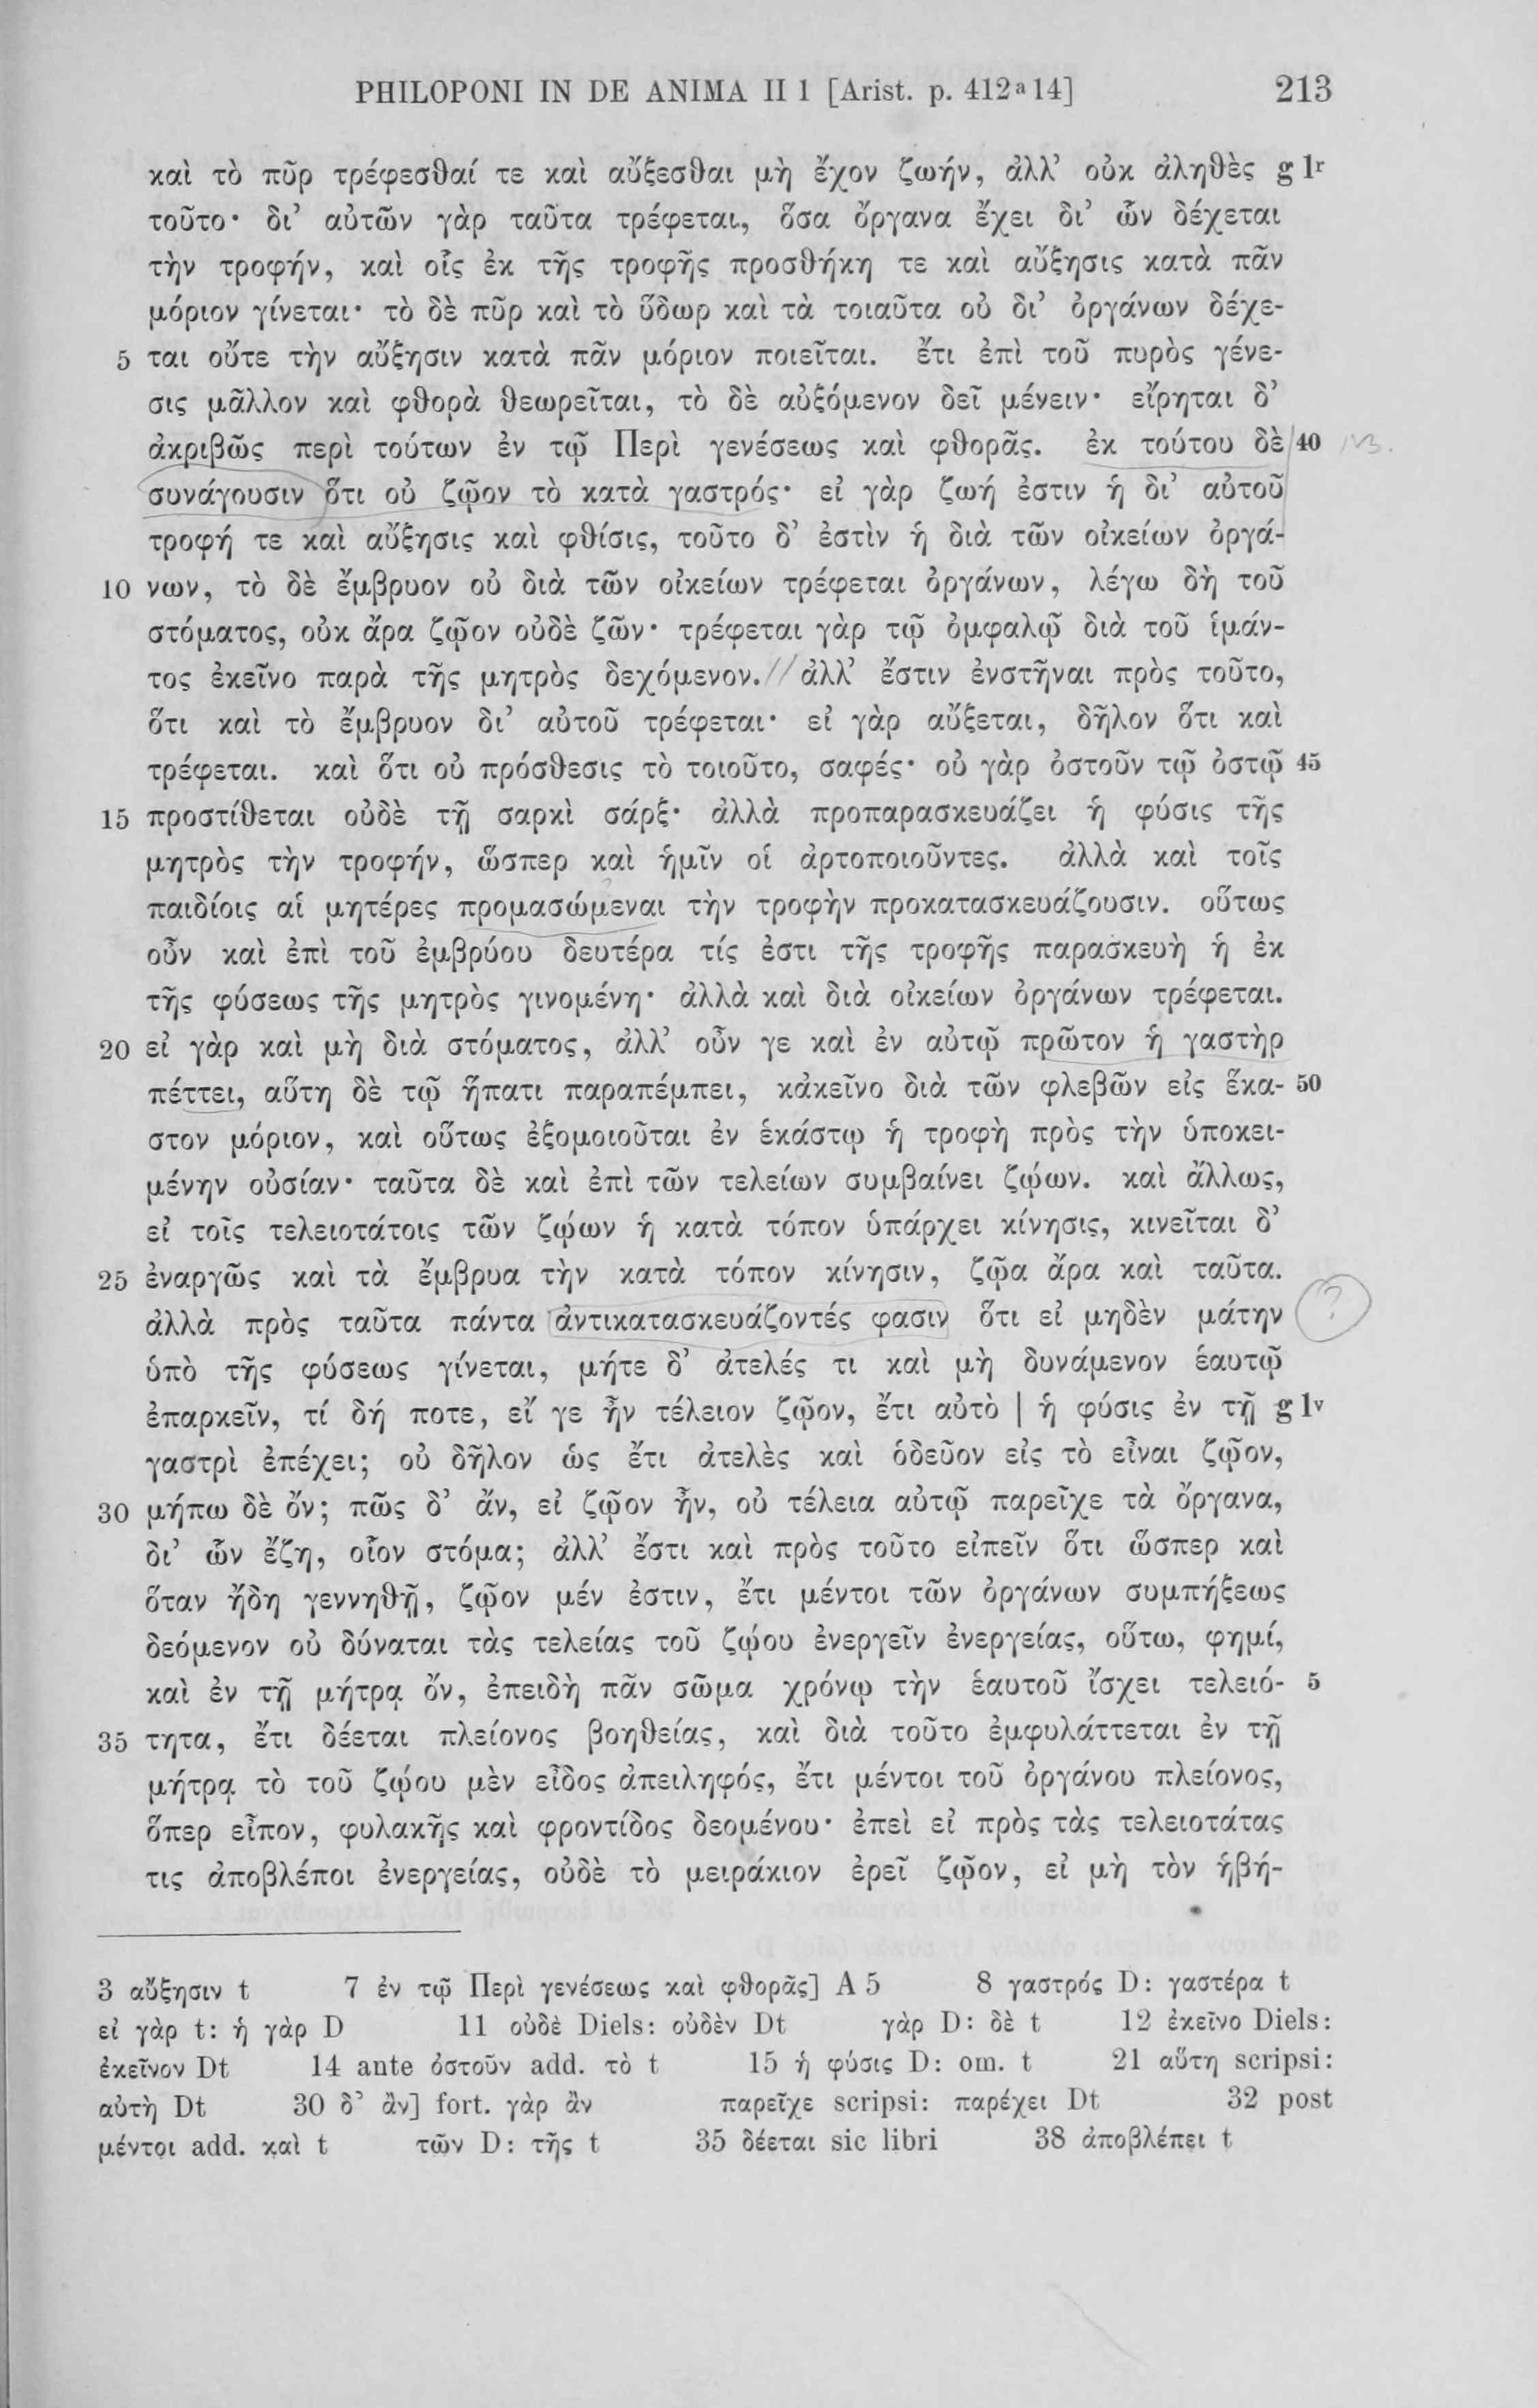 PHILOPONI IN DE ANIMA II 1 [Arist. p. 412ᵃ14] 213
καὶ τὸ πῦρ τρέφεσθαί τε καὶ αὔξεσθαι μὴ ἔχον ζωήν, ἀλλ’ οὐκ ἀληθὲς g 1ʳ
τοῦτο· δι’ αὑτῶν γὰρ ταῦτα τρέφεται, ὅσα ὄργανα ἔχει δι’ ὧν δέχεται
τὴν τροφήν, καὶ οἷς ἐκ τῆς τροφῆς προσθήκη τε καὶ αὔξησις κατὰ πᾶν
μόριον γίνεται· τὸ δὲ πῦρ καὶ τὸ ὕδωρ καὶ τὰ τοιαῦτα οὐ δι’ ὀργάνων δέχε-
5 ται οὔτε τὴν αὔξησιν κατὰ πᾶν μόριον ποιεῖται. ἔτι ἐπὶ τοῦ πυρὸς γένε-
σις μᾶλλον καὶ φθορὰ θεωρεῖται, τὸ δὲ αὐξόμενον δεῖ μένειν· εἴρηται δ’
ἀκριβῶς περὶ τούτων ἐν τῷ Περὶ γενέσεως καὶ φθορᾶς. ἐκ τούτου δὲ 40
συνάγουσιν ὅτι οὐ ζῷον τὸ κατὰ γαστρός· εἰ γὰρ ζωή ἐστιν ἡ δι’ αὑτοῦ
τροφή τε καὶ αὔξησις καὶ φθίσις, τοῦτο δ’ ἐστὶν ἡ διὰ τῶν οἰκείων ὀργά-
10 νων, τὸ δὲ ἔμβρυον οὐ διὰ τῶν οἰκείων τρέφεται ὀργάνων, λέγω δὴ τοῦ
στόματος, οὐκ ἄρα ζῷον οὐδὲ ζῶν· τρέφεται γὰρ τῷ ὀμφαλῷ διὰ τοῦ ἱμάν-
τος ἐκεῖνο παρὰ τῆς μητρὸς δεχόμενον.// ἀλλ’ ἔστιν ἐνστῆναι πρὸς τοῦτο,
ὅτι καὶ τὸ ἔμβρυον δι’ αὑτοῦ τρέφεται· εἰ γὰρ αὔξεται, δῆλον ὅτι καὶ
τρέφεται. καὶ ὅτι οὐ πρόσθεσις τὸ τοιοῦτο, σαφές· οὐ γὰρ ὀστοῦν τῷ ὀστῷ 45
15 προστίθεται οὐδὲ τῇ σαρκὶ σάρξ· ἀλλὰ προπαρασκευάζει ἡ φύσις τῆς
μητρὸς τὴν τροφήν, ὥσπερ καὶ ἡμῖν οἱ ἀρτοποιοῦντες. ἀλλὰ καὶ τοῖς
παιδίοις αἱ μητέρες προμασώμεναι τὴν τροφὴν προκατασκευάζουσιν. οὕτως
οὖν καὶ ἐπὶ τοῦ ἐμβρύου δευτέρα τίς ἐστι τῆς τροφῆς παρασκευὴ ἡ ἐκ
τῆς φύσεως τῆς μητρὸς γινομένη· ἀλλὰ καὶ διὰ οἰκείων ὀργάνων τρέφεται.
20 εἰ γὰρ καὶ μὴ διὰ στόματος, ἀλλ’ οὖν γε καὶ ἐν αὐτῷ πρῶτον ἡ γαστὴρ
πέττει, αὕτη δὲ τῷ ἥπατι παραπέμπει, κἀκεῖνο διὰ τῶν φλεβῶν εἰς ἕκα- 50
στον μόριον, καὶ οὕτως ἐξομοιοῦται ἐν ἑκάστῳ ἡ τροφὴ πρὸς τὴν ὑποκει-
μένην οὐσίαν· ταῦτα δὲ καὶ ἐπὶ τῶν τελείων συμβαίνει ζῴων. καὶ ἄλλως,
εἰ τοῖς τελειοτάτοις τῶν ζῴων ἡ κατὰ τόπον ὑπάρχει κίνησις, κινεῖται δ’
25 ἐναργῶς καὶ τὰ ἔμβρυα τὴν κατὰ τόπον κίνησιν, ζῷα ἄρα καὶ ταῦτα.
ἀλλὰ πρὸς ταῦτα πάντα ἀντικατασκευάζοντές φασιν ὅτι εἰ μηδὲν μάτην ?
ὑπὸ τῆς φύσεως γίνεται, μήτε δ’ ἀτελές τι καὶ μὴ δυνάμενον ἑαυτῷ
ἐπαρκεῖν, τί δή ποτε, εἴ γε ἦν τέλειον ζῷον, ἔτι αὐτὸ | ἡ φύσις ἐν τῇ g 1ᵛ
γαστρὶ ἐπέχει; οὐ δῆλον ὡς ἔτι ἀτελὲς καὶ ὁδεῦον εἰς τὸ εἶναι ζῷον,
30 μήπω δὲ ὄν; πῶς δ’ ἄν, εἰ ζῷον ἦν, οὐ τέλεια αὐτῷ παρεῖχε τὰ ὄργανα,
δι’ ὧν ἔζη, οἷον στόμα; ἀλλ’ ἔστι καὶ πρὸς τοῦτο εἰπεῖν ὅτι ὥσπερ καὶ
ὅταν ἤδη γεννηθῇ, ζῷον μέν ἐστιν, ἔτι μέντοι τῶν ὀργάνων συμπήξεως
δεόμενον οὐ δύναται τὰς τελείας τοῦ ζῴου ἐνεργεῖν ἐνεργείας, οὕτω, φημί,
καὶ ἐν τῇ μήτρᾳ ὄν, ἐπειδὴ πᾶν σῶμα χρόνῳ τὴν ἑαυτοῦ ἴσχει τελειό- 5
35 τητα, ἔτι δέεται πλείονος βοηθείας, καὶ διὰ τοῦτο ἐμφυλάττεται ἐν τῇ
μήτρᾳ τὸ τοῦ ζῴου μὲν εἶδος ἀπειληφός, ἔτι μέντοι τοῦ ὀργάνου πλείονος,
ὅπερ εἶπον, φυλακῆς καὶ φροντίδος δεομένου· ἐπεὶ εἰ πρὸς τὰς τελειοτάτας
τις ἀποβλέποι ἐνεργείας, οὐδὲ τὸ μειράκιον ἐρεῖ ζῷον, εἰ μὴ τὸν ἡβή-
3 αὔξησιν t 7 ἐν τῷ Περὶ γενέσεως καὶ φθορᾶς] A 5 8 γαστρός D: γαστέρα t
εἰ γὰρ t: ἡ γὰρ D 11 οὐδὲ Diels: οὐδὲν Dt γὰρ D: δὲ t 12 ἐκεῖνο Diels:
ἐκεῖνον Dt 14 ante ὀστοῦν add. τὸ t 15 ἡ φύσις D: om. t 21 αὕτη scripsi:
αὐτὴ Dt 30 δ’ ἂν] fort. γὰρ ἂν παρεῖχε scripsi: παρέχει Dt 32 post
μέντοι add. καὶ t τῶν D: τῆς t 35 δέεται sic libri 38 ἀποβλέπει t